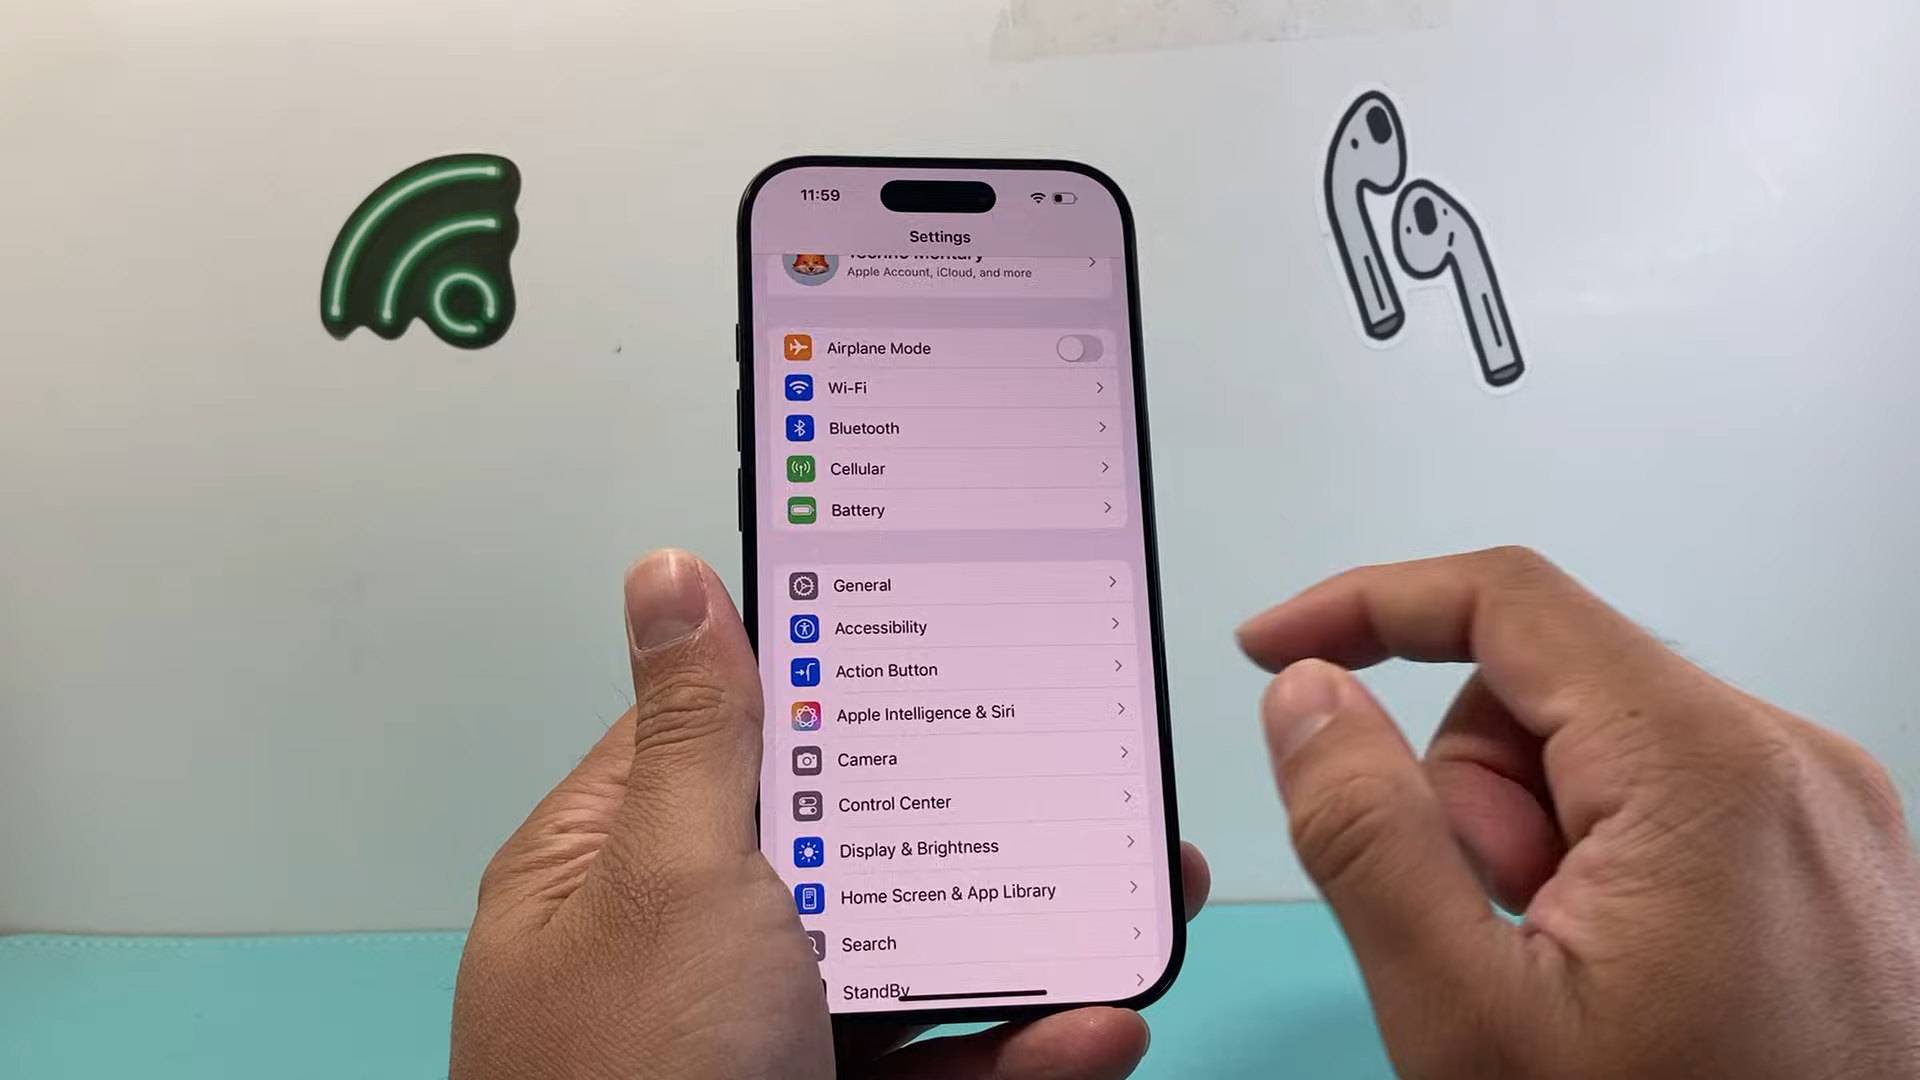 11:59
Settings
Apple Account, iCloud, and more
Airplane Mode
Wi-Fi
Bluetooth
Cellular
Battery
General
Accessibility
Action Button
Apple Intelligence & Siri
Camera
Control Center
Display & Brightness
Home Screen & App Library
Search
StandBy